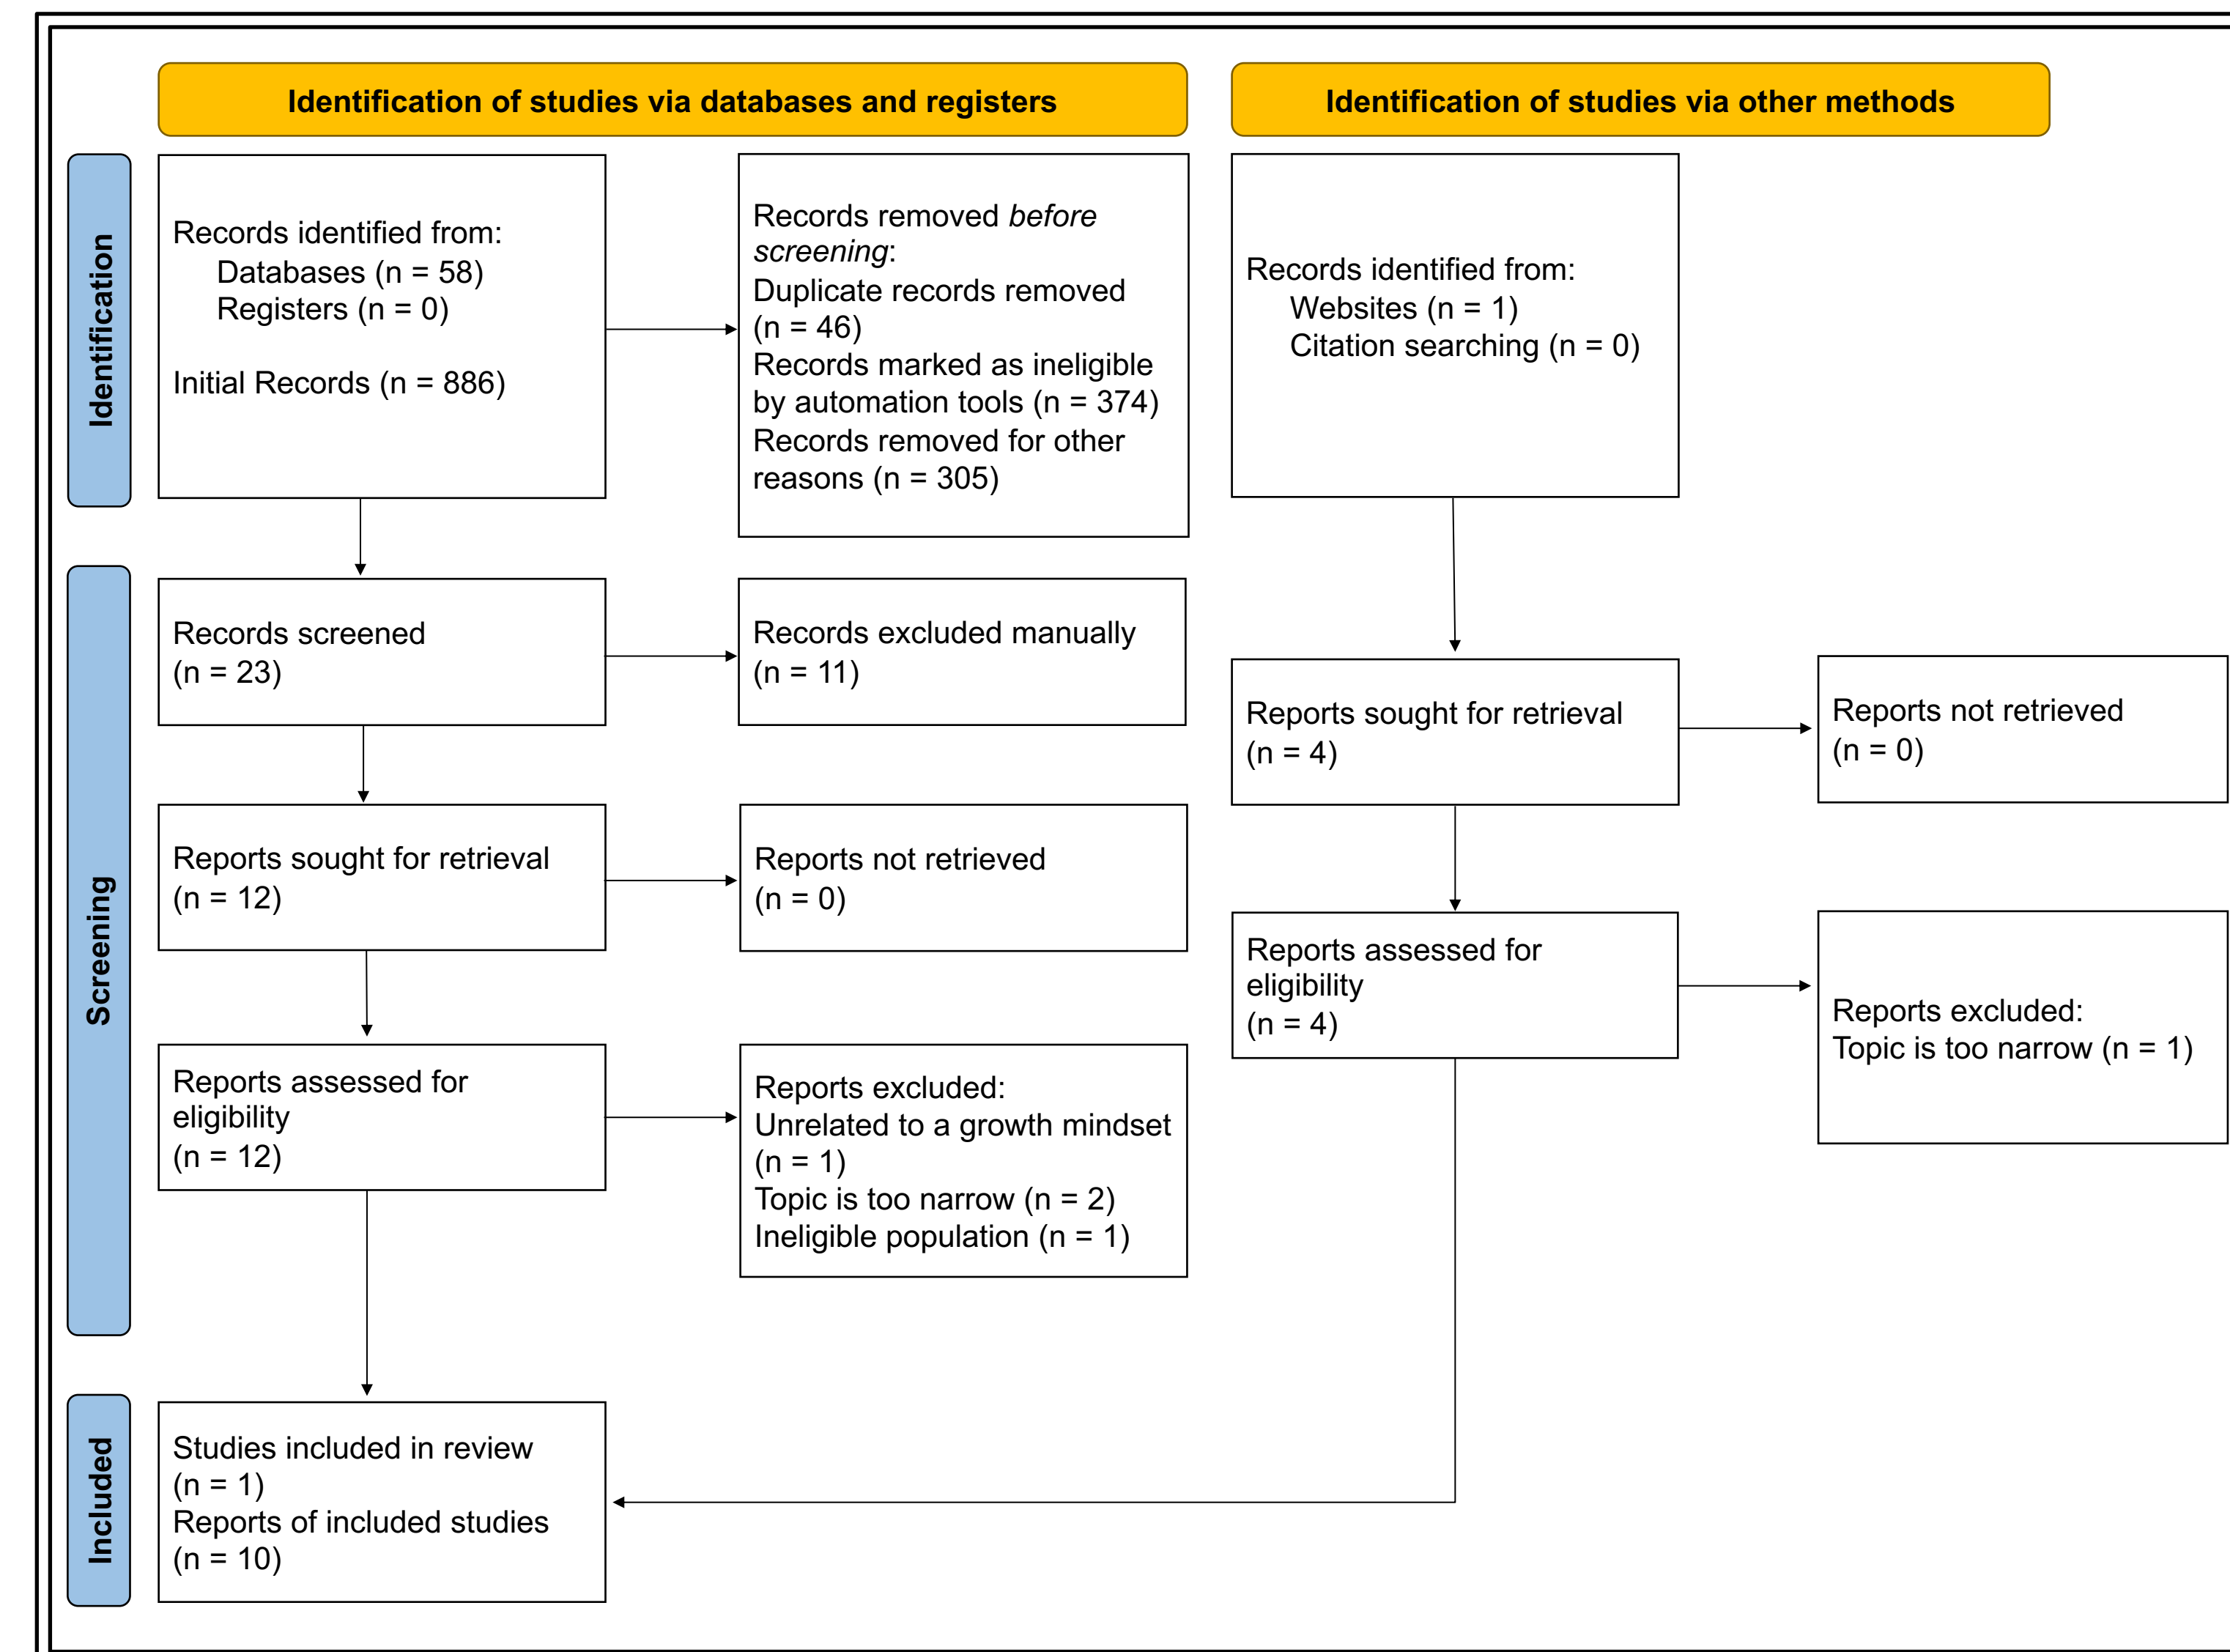 Identification of studies via databases and registers
Identification of studies via other methods
Identification
Records identified from:
Databases (n = 58)
Registers (n = 0)
Initial Records (n = 886)
Records removed before
screening:
Duplicate records removed
(n = 46)
Records marked as ineligible
by automation tools (n = 374)
Records removed for other
reasons (n = 305)
Records identified from:
Websites (n = 1)
Citation searching (n = 0)
Screening
Records screened
(n = 23)
Records excluded manually
(n = 11)
Reports sought for retrieval
(n = 4)
Reports not retrieved
(n = 0)
Reports sought for retrieval
(n = 12)
Reports not retrieved
(n = 0)
Reports assessed for
eligibility
(n = 4)
Reports excluded:
Topic is too narrow (n = 1)
Reports assessed for
eligibility
(n = 12)
Reports excluded:
Unrelated to a growth mindset
(n = 1)
Topic is too narrow (n = 2)
Ineligible population (n = 1)
Included
Studies included in review
(n = 1)
Reports of included studies
(n = 10)